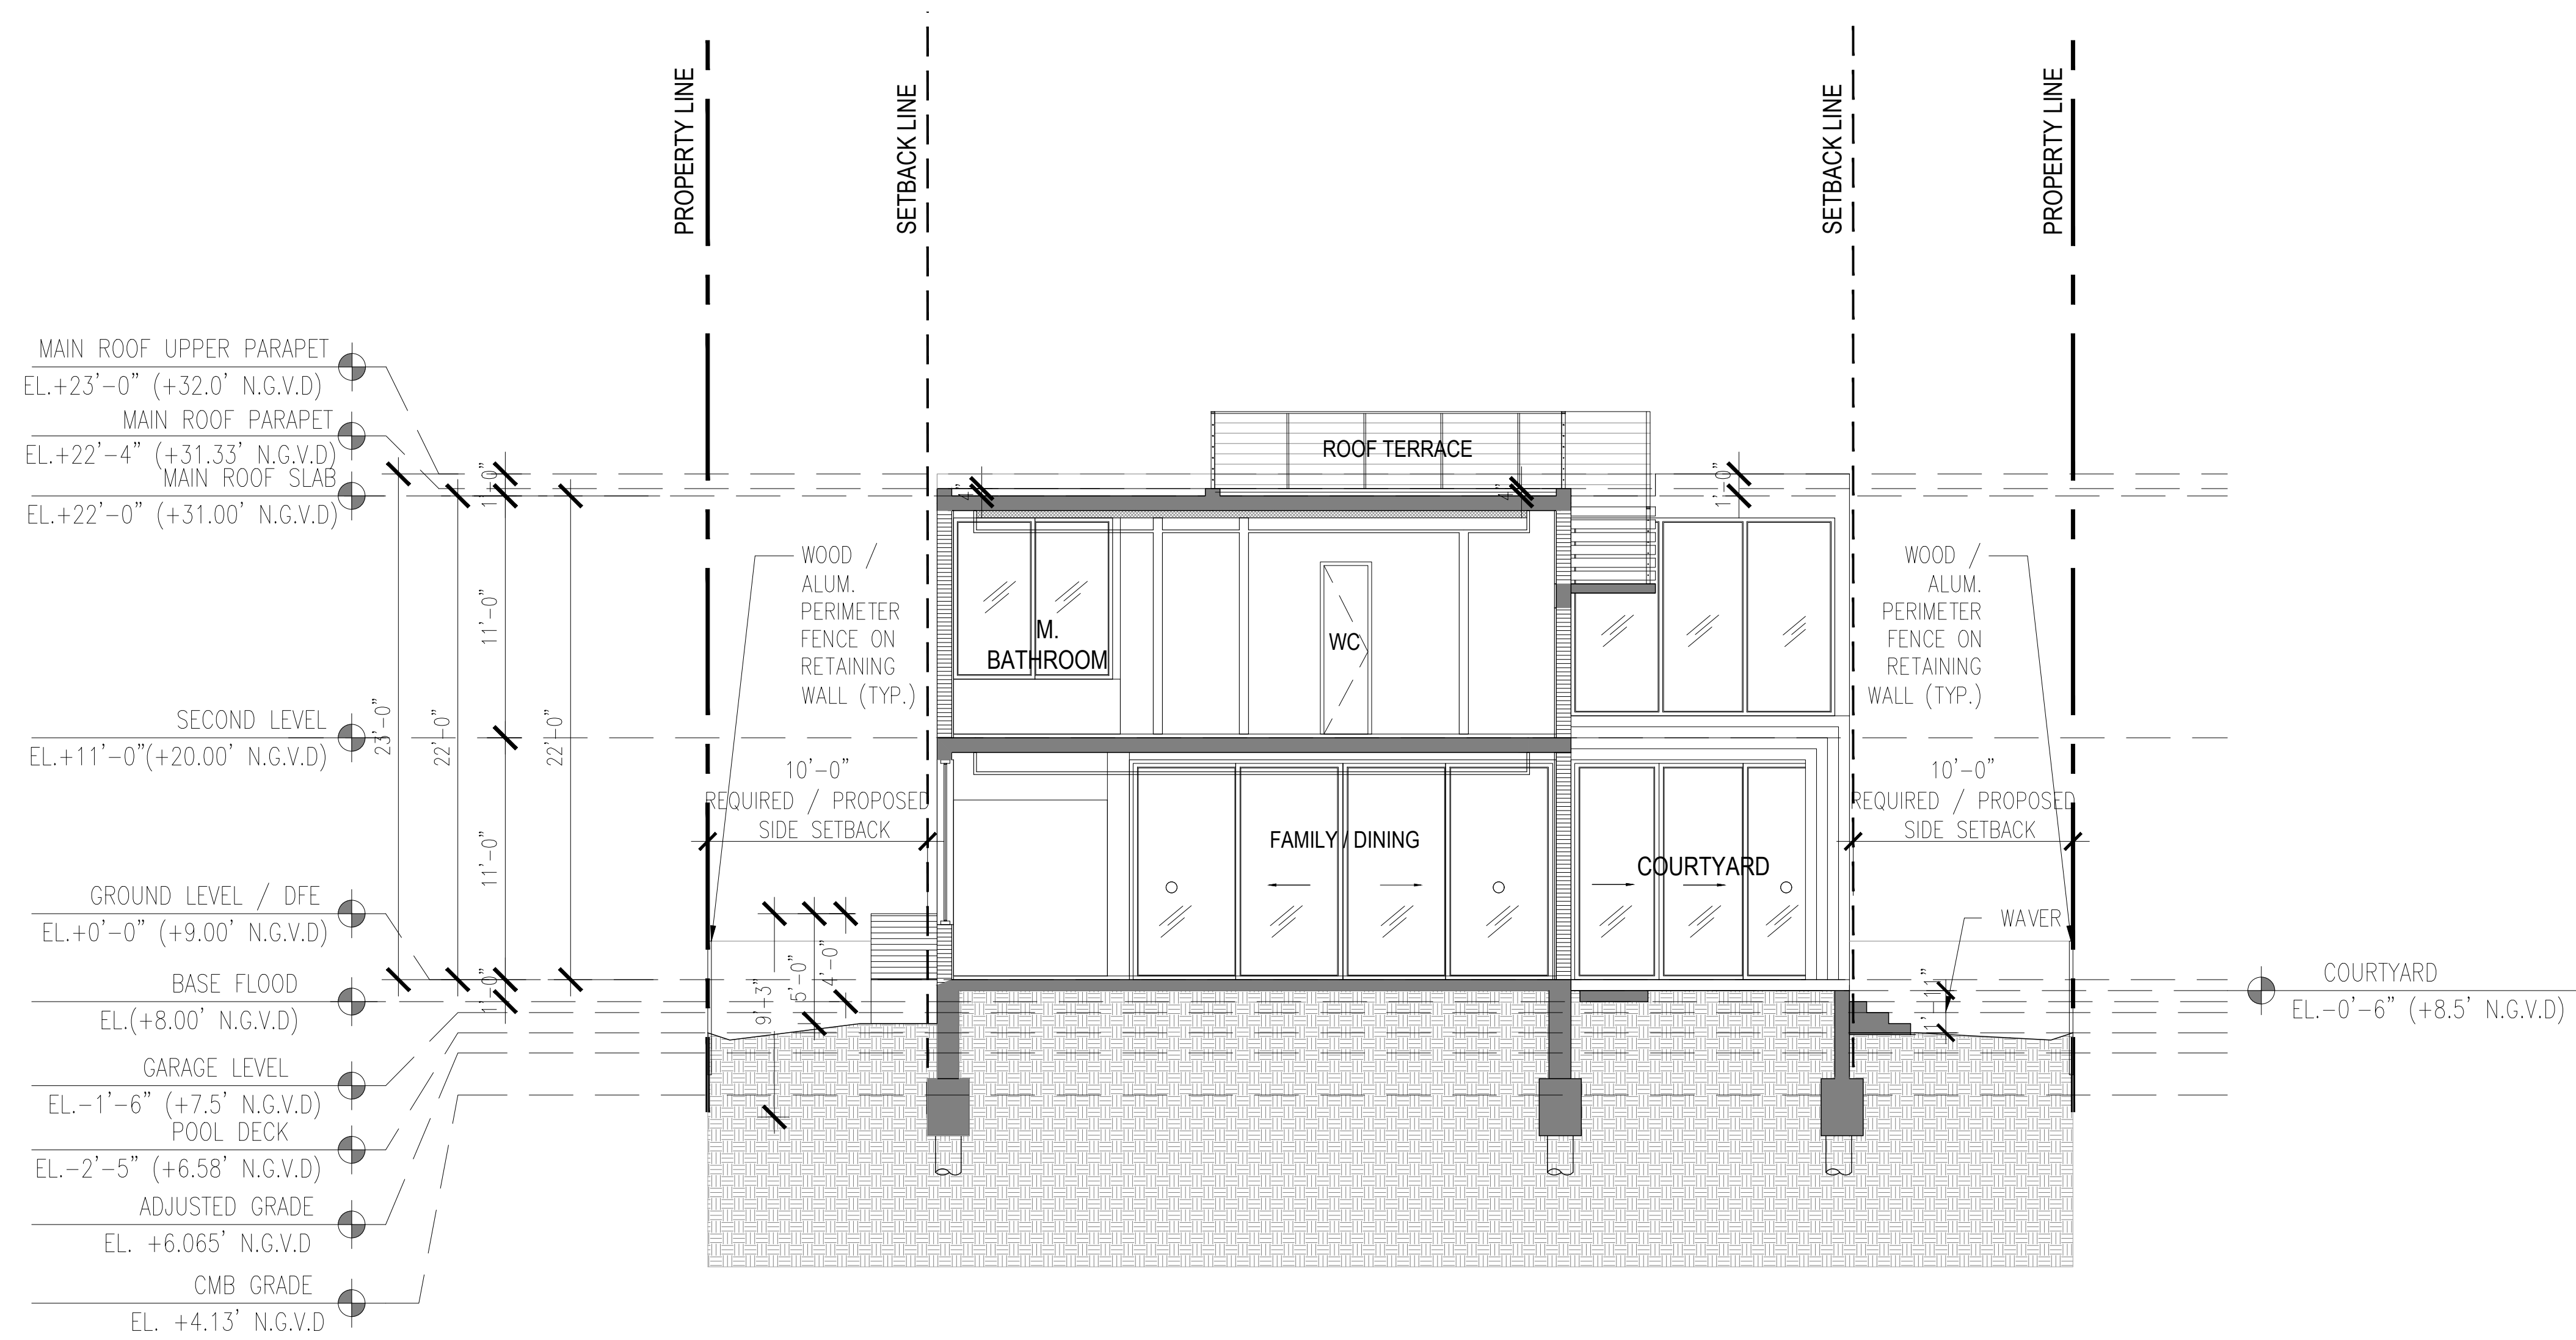 PROPERTY LINE
SETBACK LINE
SETBACK LINE
PROPERTY LINE
MAIN ROOF UPPER PARAPET
EL.+23'-0" (+32.0' N.G.V.D)
MAIN ROOF PARAPET
EL.+22'-4" (+31.33' N.G.V.D)
MAIN ROOF SLAB
EL.+22'-0" (+31.00' N.G.V.D)
SECOND LEVEL
EL.+11'-0"(+20.00' N.G.V.D)
GROUND LEVEL / DFE
EL.+0'-0" (+9.00' N.G.V.D)
BASE FLOOD
EL.(+8.00' N.G.V.D)
GARAGE LEVEL
EL.-1'-6" (+7.5' N.G.V.D)
POOL DECK
EL.-2'-5" (+6.58' N.G.V.D)
ADJUSTED GRADE
EL. +6.065' N.G.V.D
CMB GRADE
EL. +4.13' N.G.V.D
23'-0"
22'-0"
1'-0"
11'-0"
11'-0"
1'-0"
22'-0"
WOOD /
ALUM.
PERIMETER
FENCE ON
RETAINING
WALL (TYP.)
10'-0"
REQUIRED / PROPOSED
SIDE SETBACK
9'-3"
5'-0"
4'-0"
ROOF TERRACE
4"
4"
1'-0"
M.
BATHROOM
WC
FAMILY / DINING
COURTYARD
WOOD /
ALUM.
PERIMETER
FENCE ON
RETAINING
WALL (TYP.)
10'-0"
REQUIRED / PROPOSED
SIDE SETBACK
WAVER
1'-11"
COURTYARD
EL.-0'-6" (+8.5' N.G.V.D)